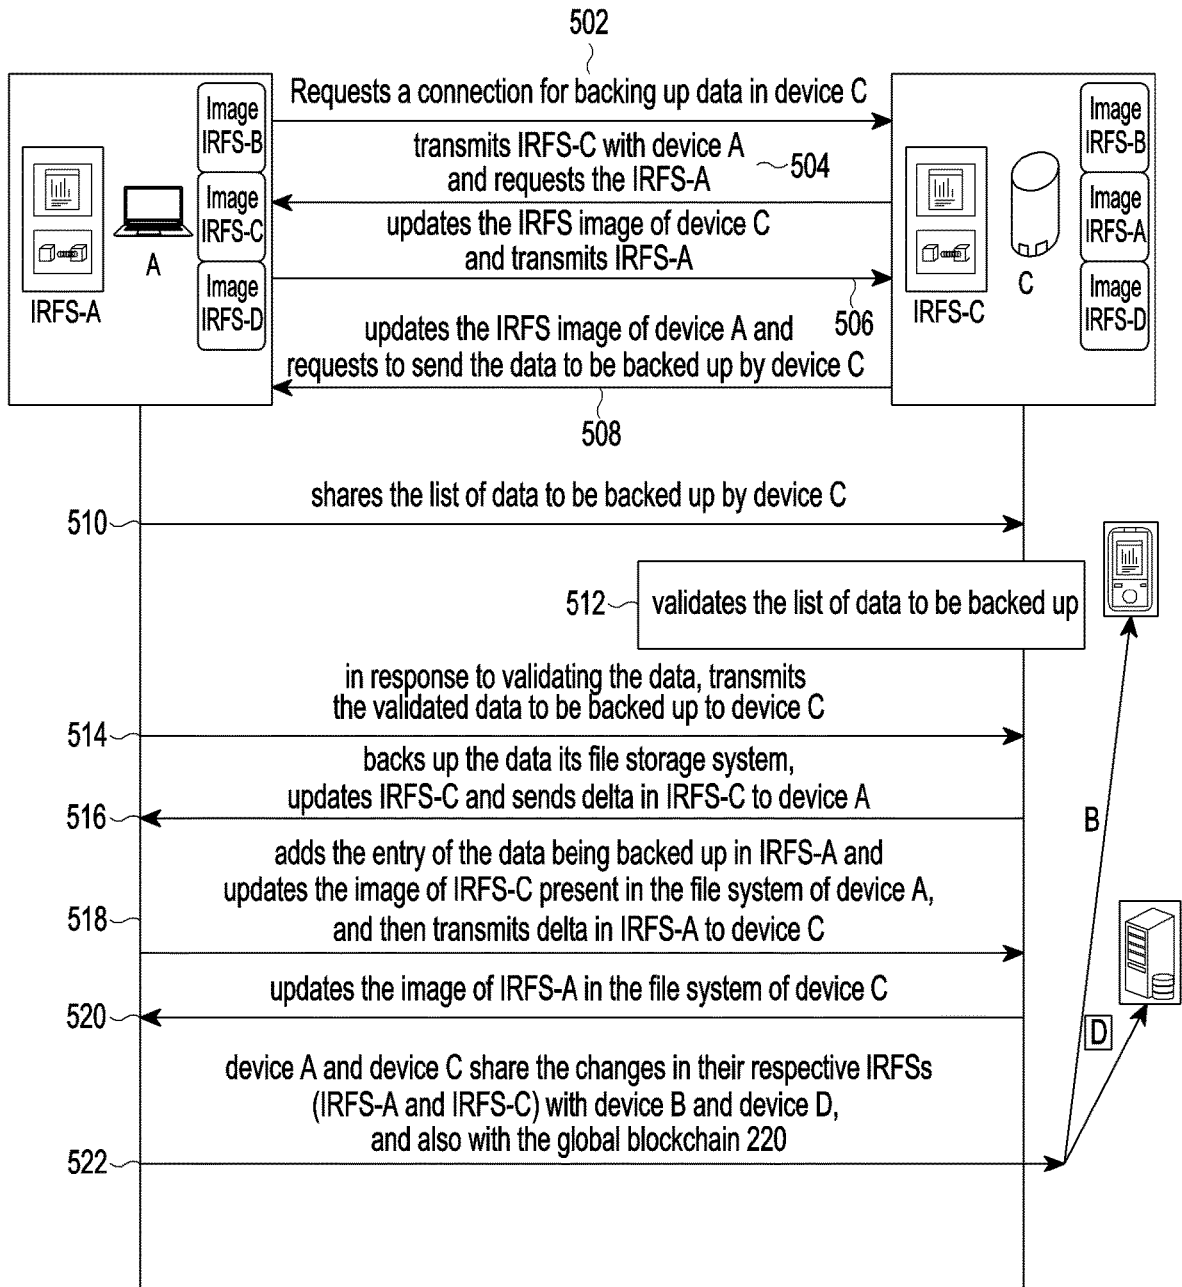 502
Requests a connection for backing up data in device C
transmits IRFS-C with device A
and requests the IRFS-A
504
updates the IRFS image of device C
and transmits IRFS-A
506
updates the IRFS image of device A and
requests to send the data to be backed up by device C
508
Image
IRFS-B
Image
IRFS-C
Image
IRFS-D
A
IRFS-A
Image
IRFS-B
Image
IRFS-A
Image
IRFS-D
C
IRFS-C
shares the list of data to be backed up by device C
510
512
validates the list of data to be backed up
in response to validating the data, transmits
the validated data to be backed up to device C
514
backs up the data its file storage system,
updates IRFS-C and sends delta in IRFS-C to device A
516
B
adds the entry of the data being backed up in IRFS-A and
updates the image of IRFS-C present in the file system of device A,
518
and then transmits delta in IRFS-A to device C
updates the image of IRFS-A in the file system of device C
520
D
device A and device C share the changes in their respective IRFSs
(IRFS-A and IRFS-C) with device B and device D,
and also with the global blockchain 220
522